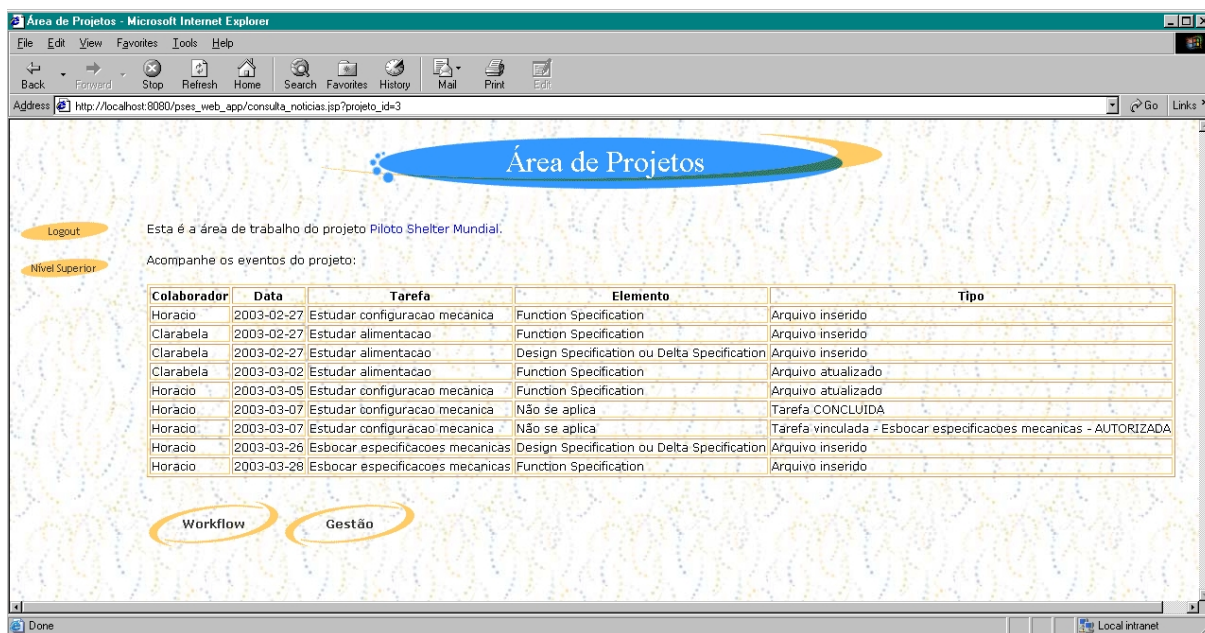 Área de Projetos - Microsoft Internet Explorer
File Edit View Favorites Tools Help
Back Forward Stop Refresh Home Search Favorites History Mail Print Edit
Address http://localhost:8080/pses_web_app/consulta_noticias.jsp?projeto_id=3 Go Links
Área de Projetos
Logout
Esta é a área de trabalho do projeto Piloto Shelter Mundial.
Nível Superior
Acompanhe os eventos do projeto:
Colaborador Data Tarefa Elemento Tipo
Horacio 2003-02-27 Estudar configuracao mecanica Function Specification Arquivo inserido
Clarabela 2003-02-27 Estudar alimentacao Function Specification Arquivo inserido
Clarabela 2003-02-27 Estudar alimentacao Design Specification ou Delta Specification Arquivo inserido
Clarabela 2003-03-02 Estudar alimentacao Function Specification Arquivo atualizado
Horacio 2003-03-05 Estudar configuracao mecanica Function Specification Arquivo atualizado
Horacio 2003-03-07 Estudar configuracao mecanica Não se aplica Tarefa CONCLUIDA
Horacio 2003-03-07 Estudar configuracao mecanica Não se aplica Tarefa vinculada - Esbocar especificacoes mecanicas - AUTORIZADA
Horacio 2003-03-26 Esbocar especificacoes mecanicas Design Specification ou Delta Specification Arquivo inserido
Horacio 2003-03-28 Esbocar especificacoes mecanicas Function Specification Arquivo inserido
Workflow Gestão
Done Local intranet